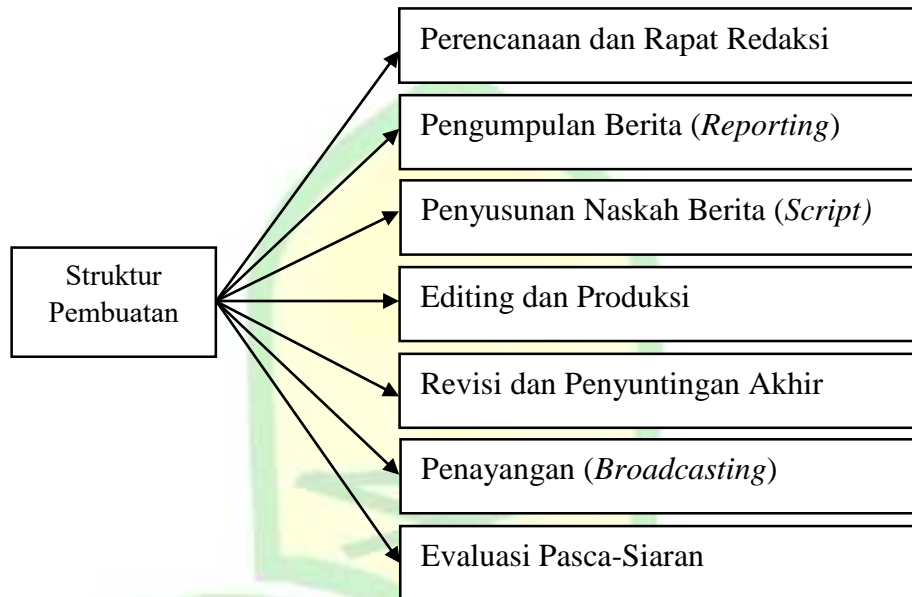 Perencanaan dan Rapat Redaksi
Pengumpulan Berita (Reporting)
Penyusunan Naskah Berita (Script)
Struktur
Pembuatan
Editing dan Produksi
Revisi dan Penyuntingan Akhir
Penayangan (Broadcasting)
Evaluasi Pasca-Siaran